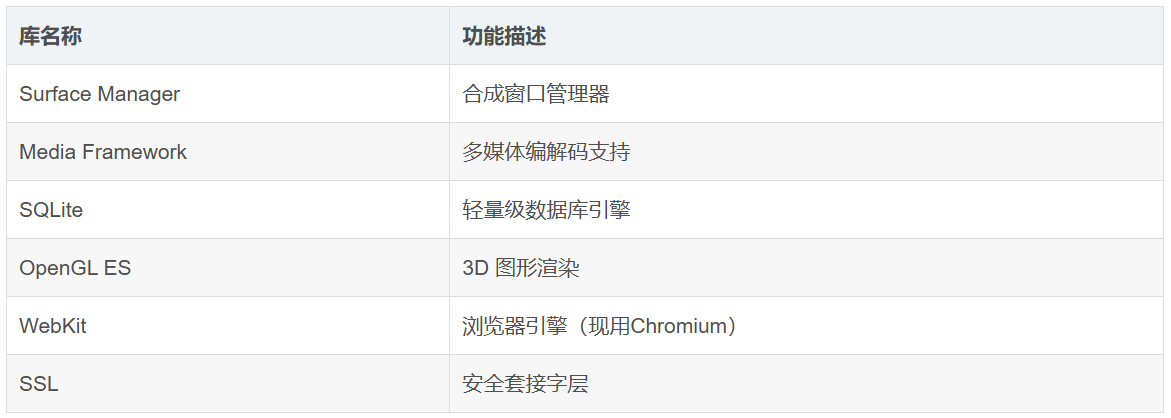 库名称 功能描述
Surface Manager 合成窗口管理器
Media Framework 多媒体编解码支持
SQLite 轻量级数据库引擎
OpenGL ES 3D 图形渲染
WebKit 浏览器引擎（现用Chromium）
SSL 安全套接字层